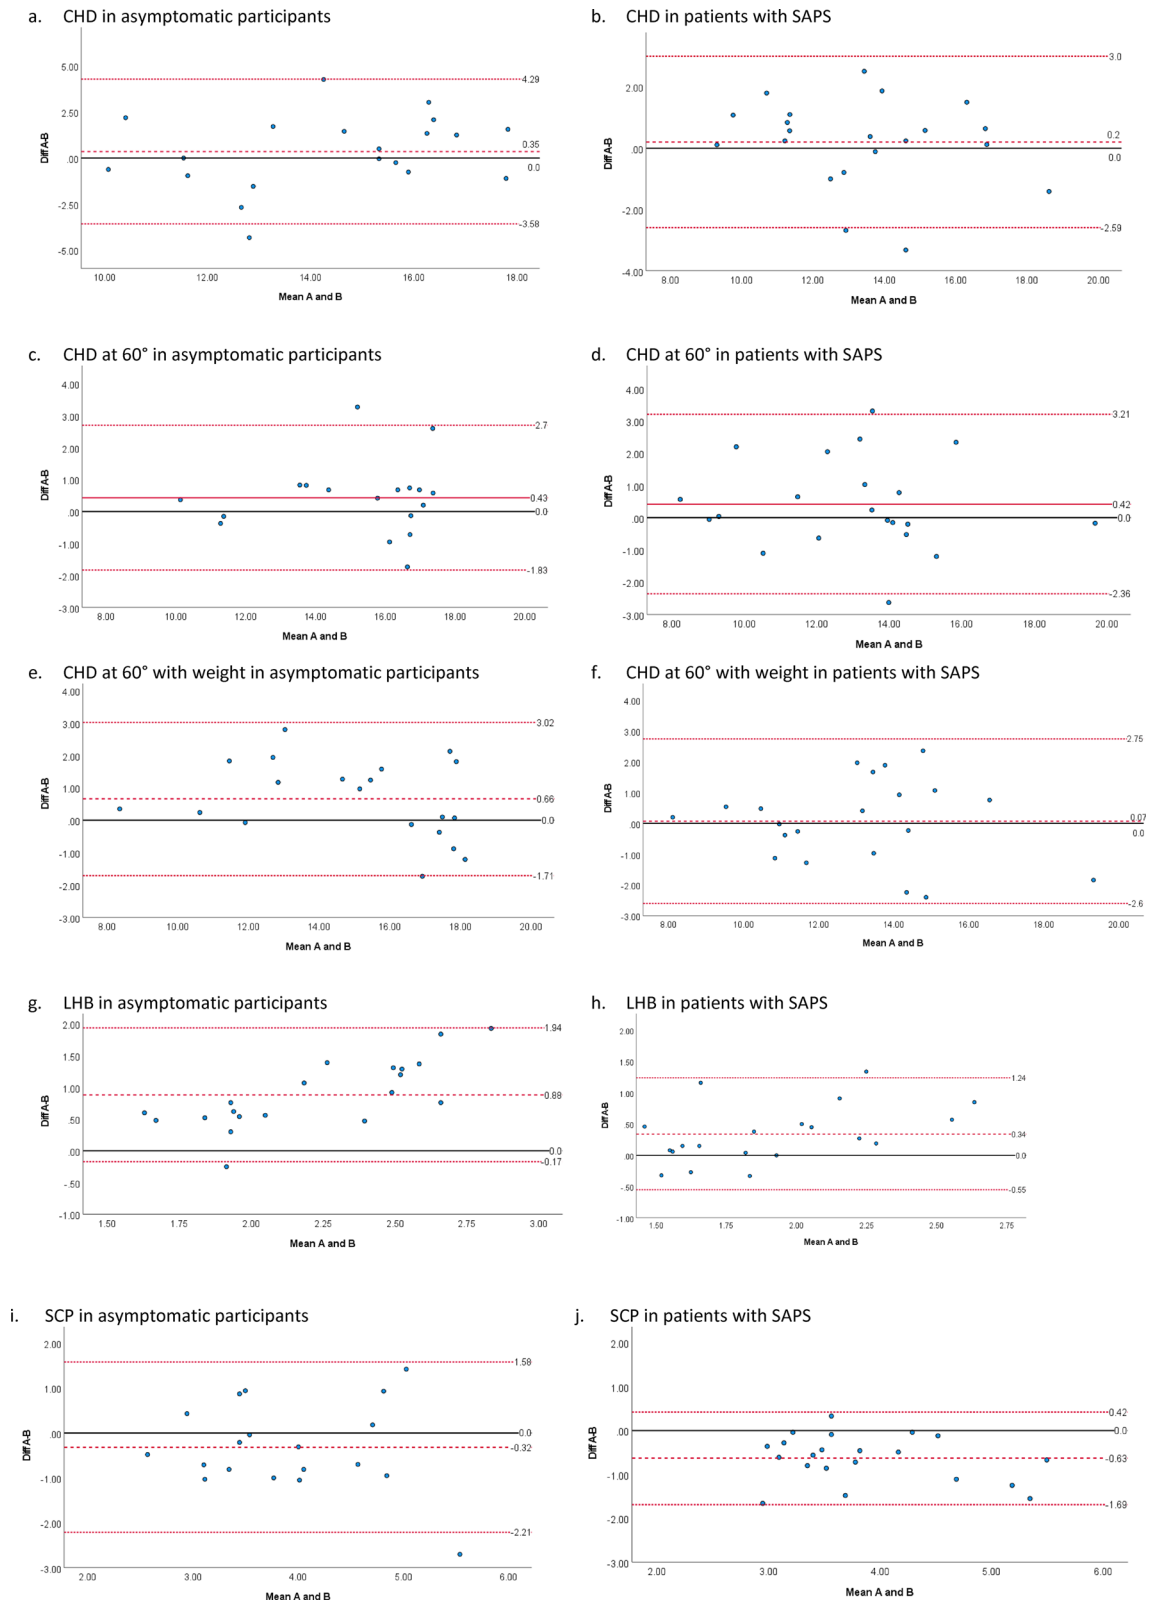 a. CHD in asymptomatic participants
5.00
2.50
.00
-2.50
-5.00
Diff A-B
4.29
0.35
0.0
-3.58
10.00 12.00 14.00 16.00 18.00
Mean A and B
b. CHD in patients with SAPS
2.00
.00
-2.00
-4.00
Diff A-B
3.0
0.2
0.0
-2.59
8.00 10.00 12.00 14.00 16.00 18.00 20.00
Mean A and B
c. CHD at 60° in asymptomatic participants
4.00
3.00
2.00
1.00
.00
-1.00
-2.00
-3.00
Diff A-B
2.7
0.43
0.0
-1.83
8.00 10.00 12.00 14.00 16.00 18.00 20.00
Mean A and B
d. CHD at 60° in patients with SAPS
4.00
3.00
2.00
1.00
.00
-1.00
-2.00
-3.00
Diff A-B
3.21
0.42
0.0
-2.36
8.00 10.00 12.00 14.00 16.00 18.00 20.00
Mean A and B
e. CHD at 60° with weight in asymptomatic participants
4.00
3.00
2.00
1.00
.00
-1.00
-2.00
-3.00
Diff A-B
3.02
0.66
0.0
-1.71
8.00 10.00 12.00 14.00 16.00 18.00 20.00
Mean A and B
f. CHD at 60° with weight in patients with SAPS
4.00
3.00
2.00
1.00
.00
-1.00
-2.00
-3.00
Diff A-B
2.75
0.07
0.0
-2.6
8.00 10.00 12.00 14.00 16.00 18.00 20.00
Mean A and B
g. LHB in asymptomatic participants
2.00
1.50
1.00
.50
.00
-.50
-1.00
Diff A-B
1.94
0.88
0.0
-0.17
1.50 1.75 2.00 2.25 2.50 2.75 3.00
Mean A and B
h. LHB in patients with SAPS
2.00
1.50
1.00
.50
.00
-.50
-1.00
Diff A-B
1.24
0.34
0.0
-0.55
1.50 1.75 2.00 2.25 2.50 2.75
Mean A and B
i. SCP in asymptomatic participants
2.00
1.00
.00
-1.00
-2.00
-3.00
Diff A-B
1.58
0.0
-0.32
-2.21
2.00 3.00 4.00 5.00 6.00
Mean A and B
j. SCP in patients with SAPS
2.00
1.00
.00
-1.00
-2.00
-3.00
Diff A-B
0.42
0.0
-0.63
-1.69
2.00 3.00 4.00 5.00 6.00
Mean A and B